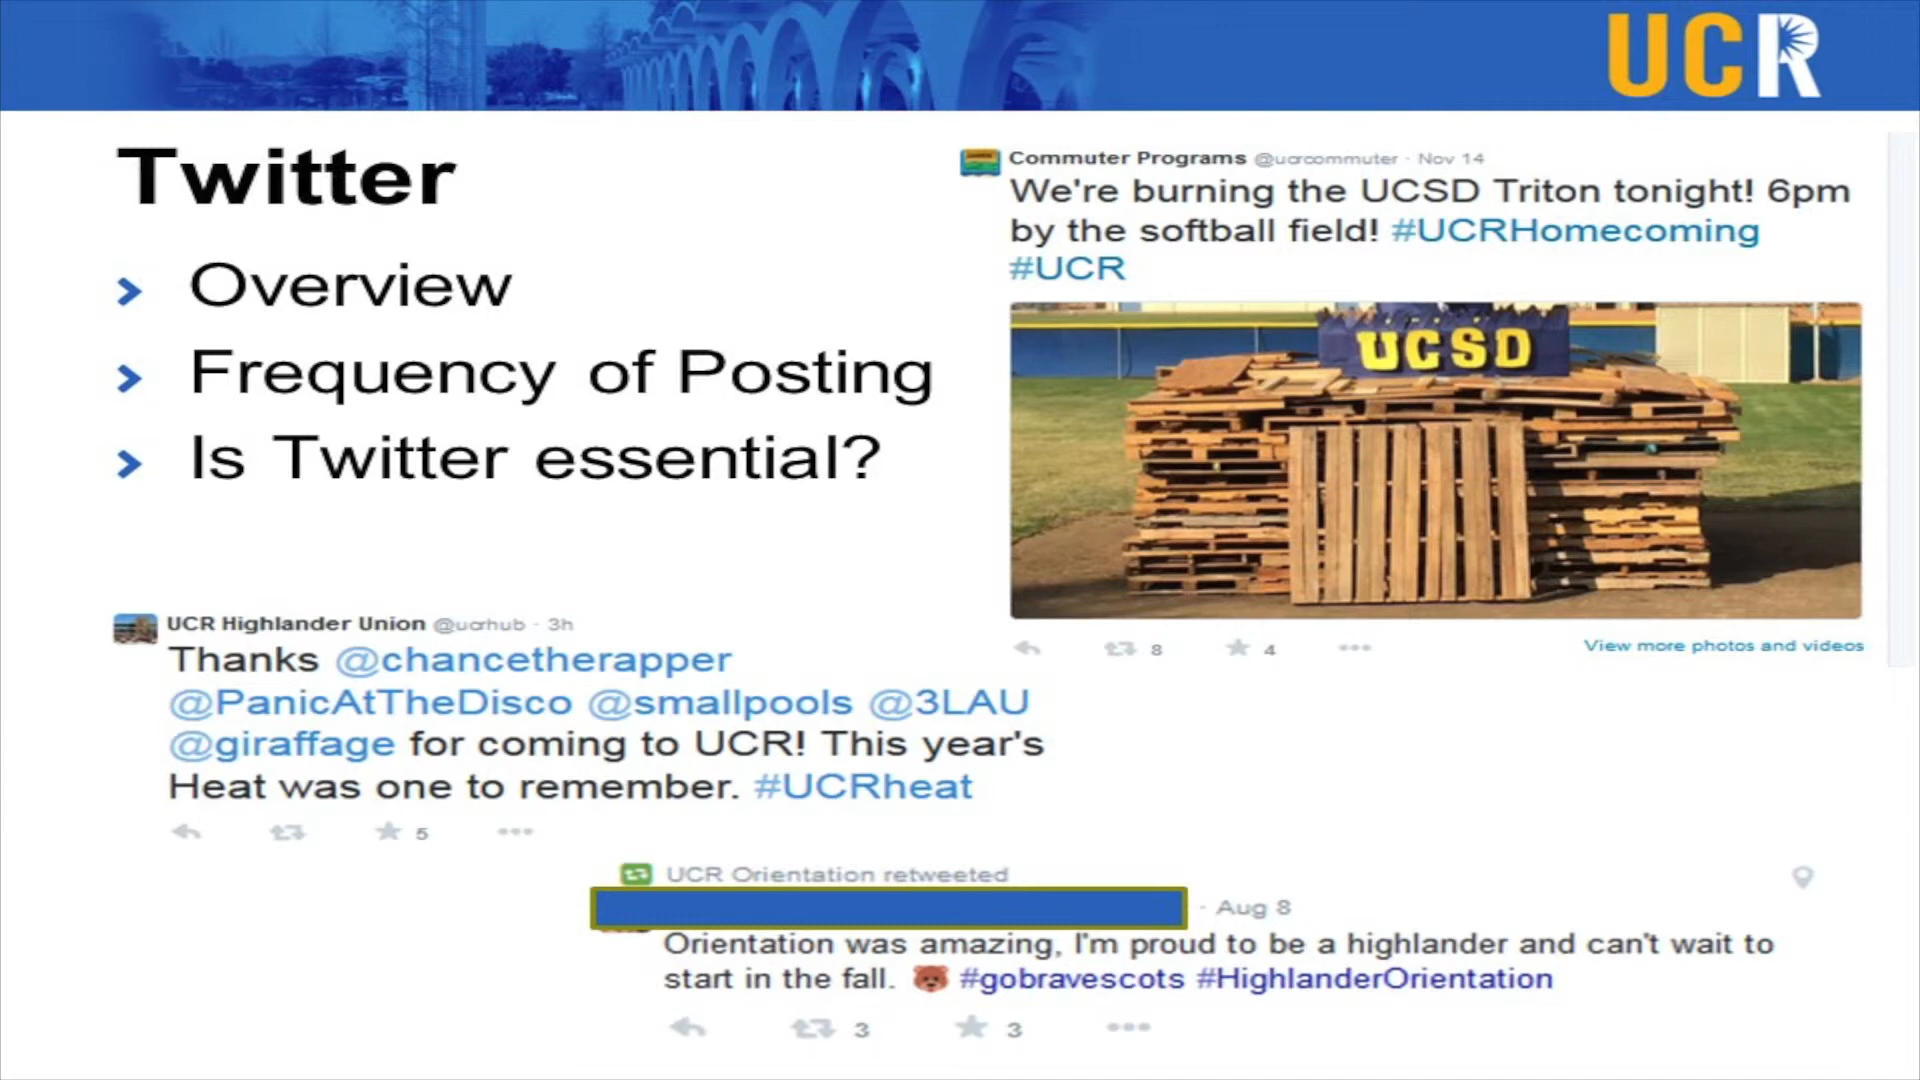 UCR
Twitter
Overview
Frequency of Posting
Is Twitter essential?
Commuter Programs @ucrcommuter · Nov 14
We're burning the UCSD Triton tonight! 6pm
by the softball field! #UCRHomecoming
#UCR
UCSD
8 4 View more photos and videos
UCR Highlander Union @ucrhub · 3h
Thanks @chancetherapper
@PanicAtTheDisco @smallpools @3LAU
@giraffage for coming to UCR! This year's
Heat was one to remember. #UCRheat
5
UCR Orientation retweeted
· Aug 8
Orientation was amazing, I'm proud to be a highlander and can't wait to
start in the fall. 🐻 #gobravescots #HighlanderOrientation
3 3